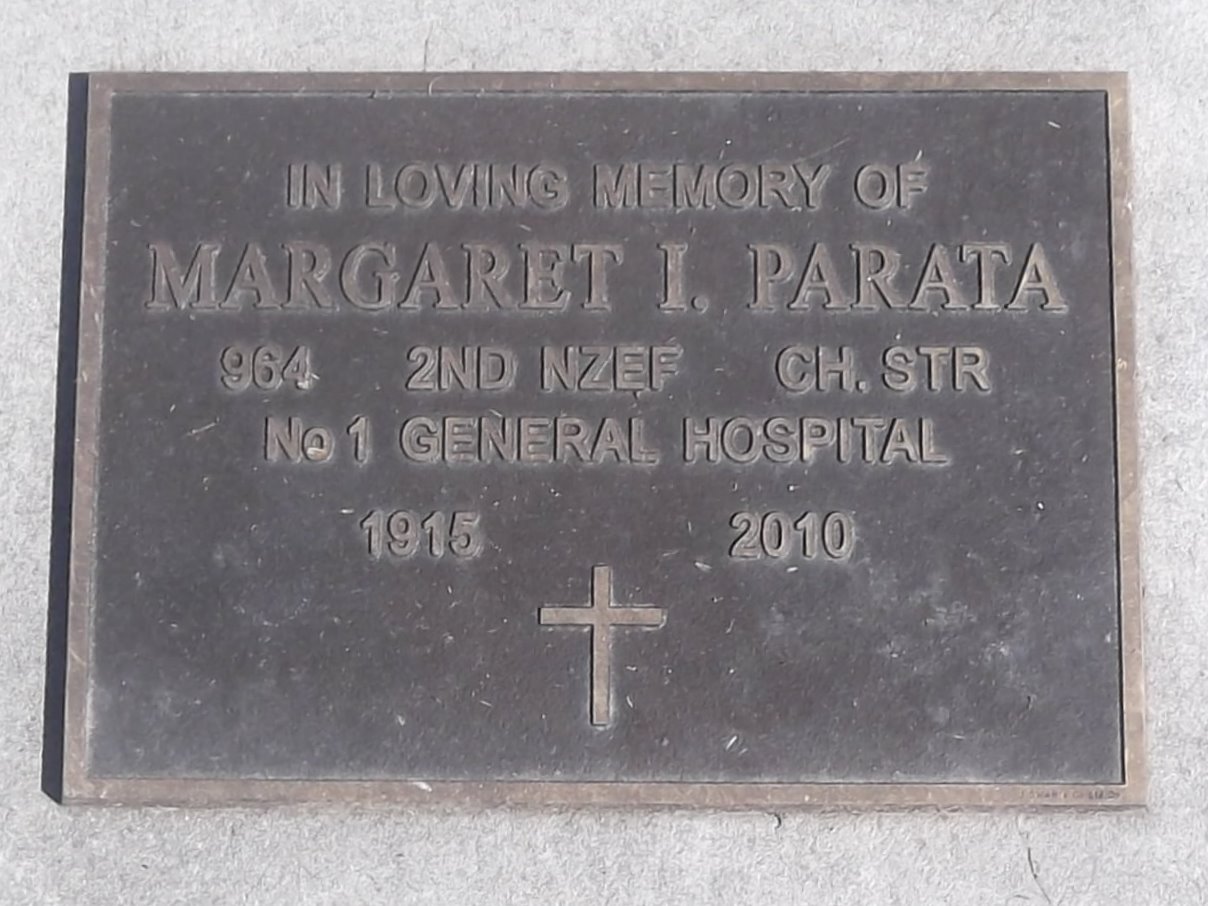 IN LOVING MEMORY OF
MARGARET I. PARATA
964 2ND NZEF CH. STR
No 1 GENERAL HOSPITAL
1915 2010